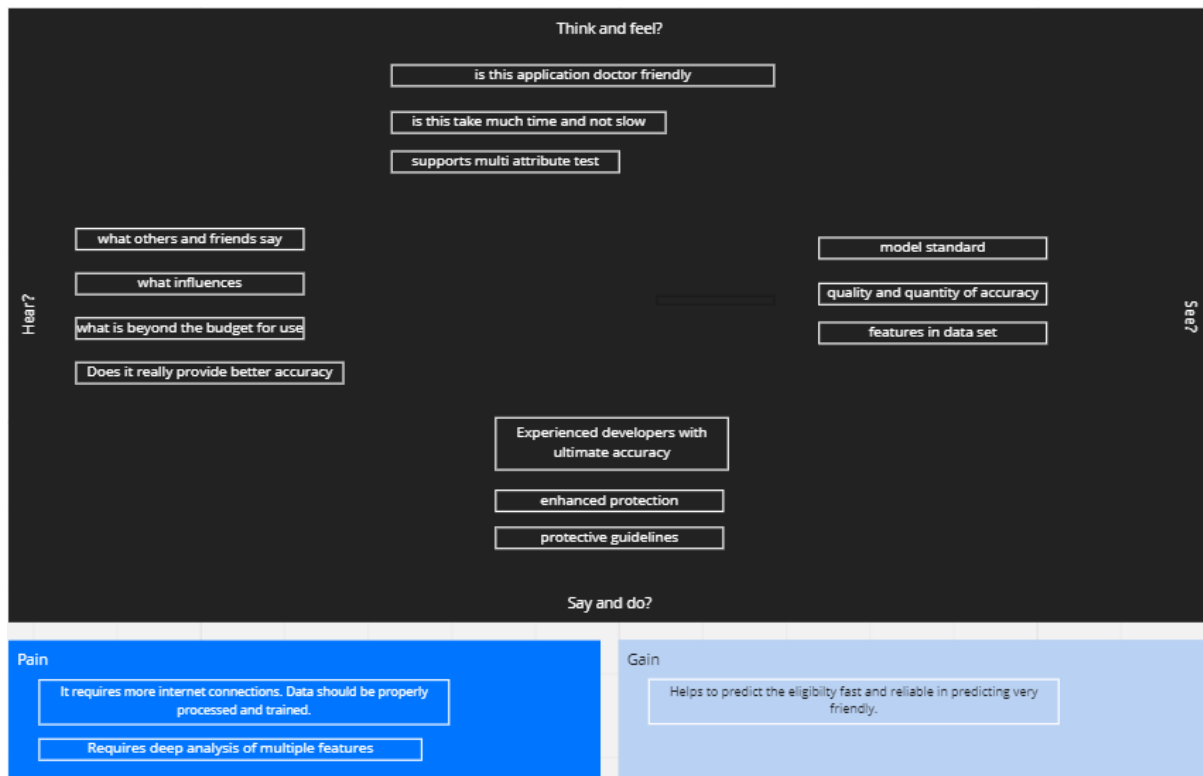 Think and feel?
is this application doctor friendly
is this take much time and not slow
supports multi attribute test
Hear?
what others and friends say
what influences
what is beyond the budget for use
Does it really provide better accuracy
See?
model standard
quality and quantity of accuracy
features in data set
Experienced developers with
ultimate accuracy
enhanced protection
protective guidelines
Say and do?
Pain
It requires more internet connections. Data should be properly
processed and trained.
Requires deep analysis of multiple features
Gain
Helps to predict the eligibilty fast and reliable in predicting very
friendly.